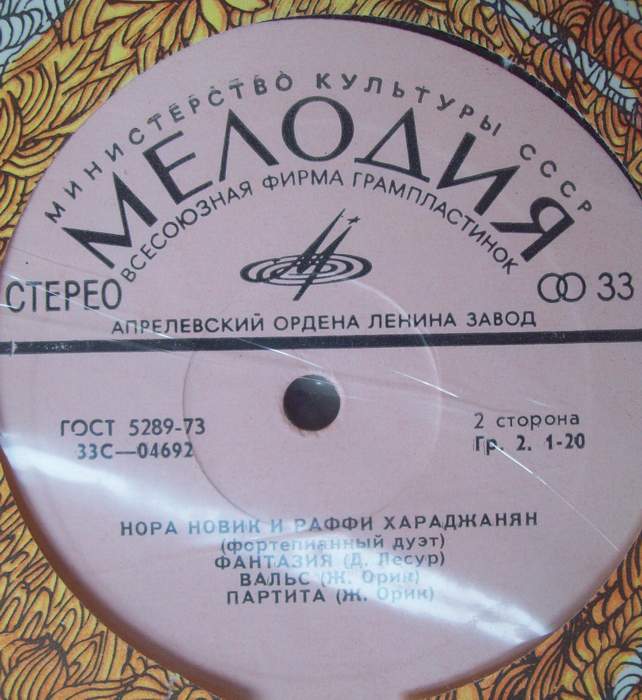 МИНИСТЕРСТВО КУЛЬТУРЫ СССР
МЕЛОДИЯ
ВСЕСОЮЗНАЯ ФИРМА ГРАМПЛАСТИНОК
СТЕРЕО
33
АПРЕЛЕВСКИЙ ОРДЕНА ЛЕНИНА ЗАВОД
ГОСТ 5289-73
33С—04692
2 сторона
Гр. 2. 1-20
НОРА НОВИК И РАФФИ ХАРАДЖАНЯН
(фортепианный дуэт)
ФАНТАЗИЯ (Д. Лесур)
ВАЛЬС (Ж. Орик)
ПАРТИТА (Ж. Орик)